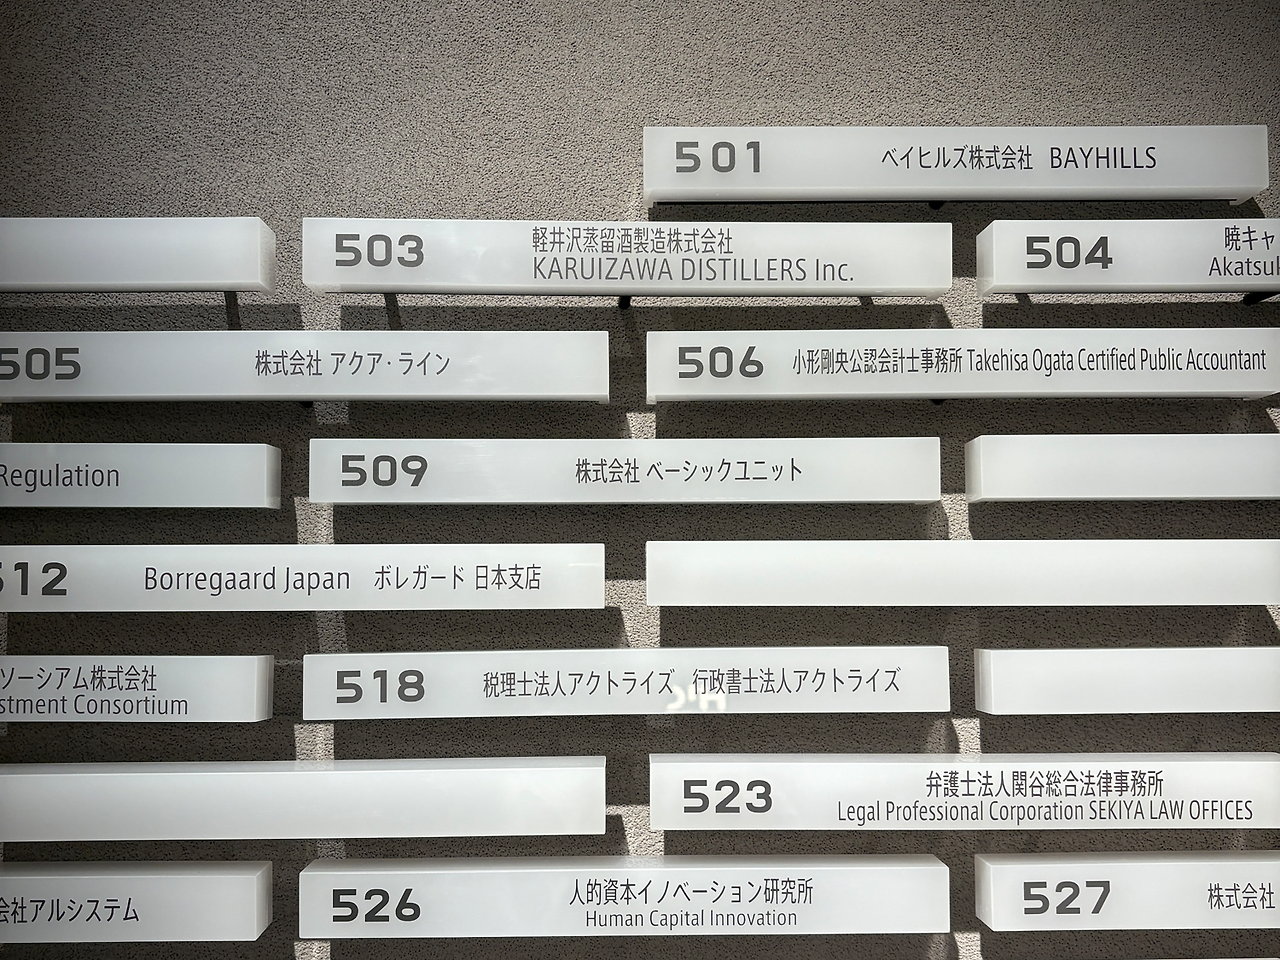 501 ベイヒルズ株式会社 BAYHILLS
503 軽井沢蒸留酒製造株式会社
KARUIZAWA DISTILLERS Inc.
504 暁キャ
Akatsuk
505 株式会社 アクア・ライン
506 小形剛央公認会計士事務所 Takehisa Ogata Certified Public Accountant
Regulation
509 株式会社 ベーシックユニット
512 Borregaard Japan ボレガード 日本支店
ソーシアム株式会社
stment Consortium
518 税理士法人アクトライズ 行政書士法人アクトライズ
523 弁護士法人関谷総合法律事務所
Legal Professional Corporation SEKIYA LAW OFFICES
会社アルシステム
526 人的資本イノベーション研究所
Human Capital Innovation
527 株式会社